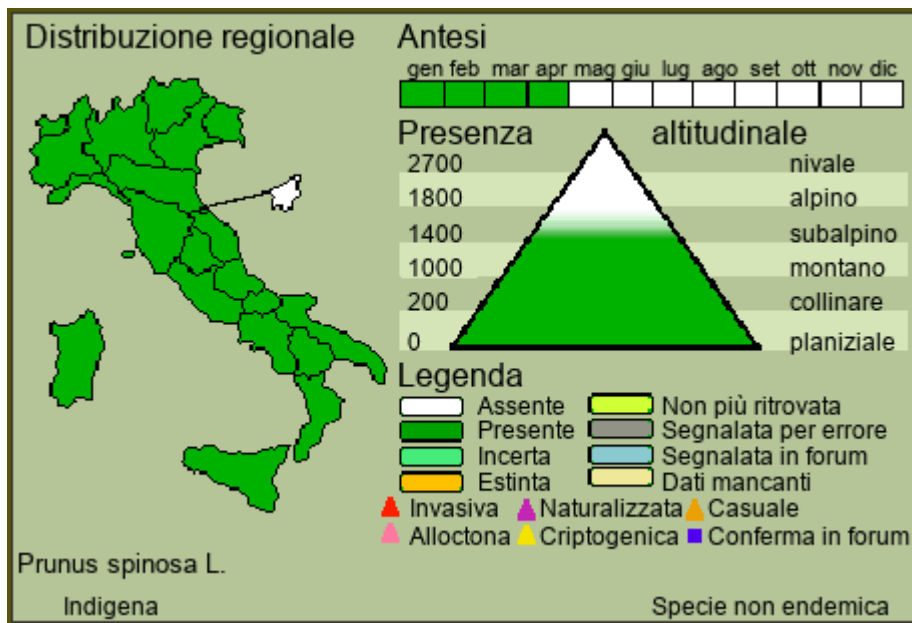 Distribuzione regionale
Antesi
gen feb mar apr mag giu lug ago set ott nov dic
Presenza altitudinale
2700 nivale
1800 alpino
1400 subalpino
1000 montano
200 collinare
0 planiziale
Legenda
Assente Non più ritrovata
Presente Segnalata per errore
Incerta Segnalata in forum
Estinta Dati mancanti
Invasiva Naturalizzata Casuale
Alloctona Criptogenica Conferma in forum
Prunus spinosa L.
Indigena Specie non endemica